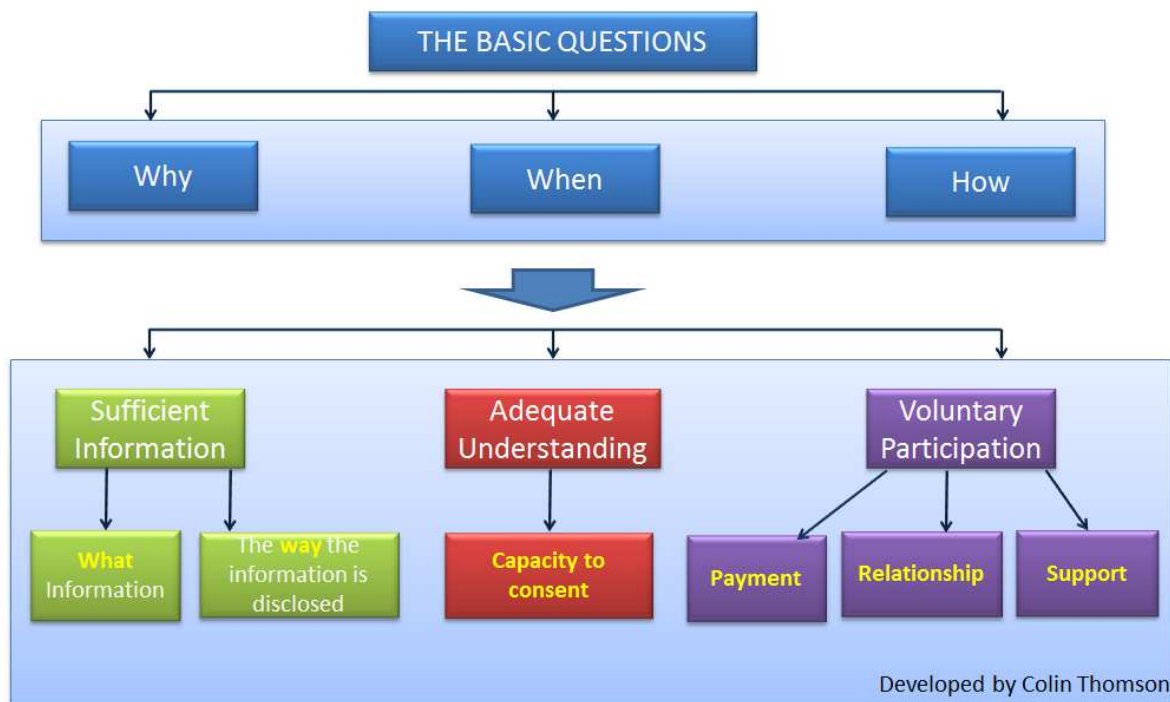 THE BASIC QUESTIONS
Why
When
How
Sufficient
Information
Adequate
Understanding
Voluntary
Participation
What
Information
The way the
information is
disclosed
Capacity to
consent
Payment
Relationship
Support
Developed by Colin Thomson